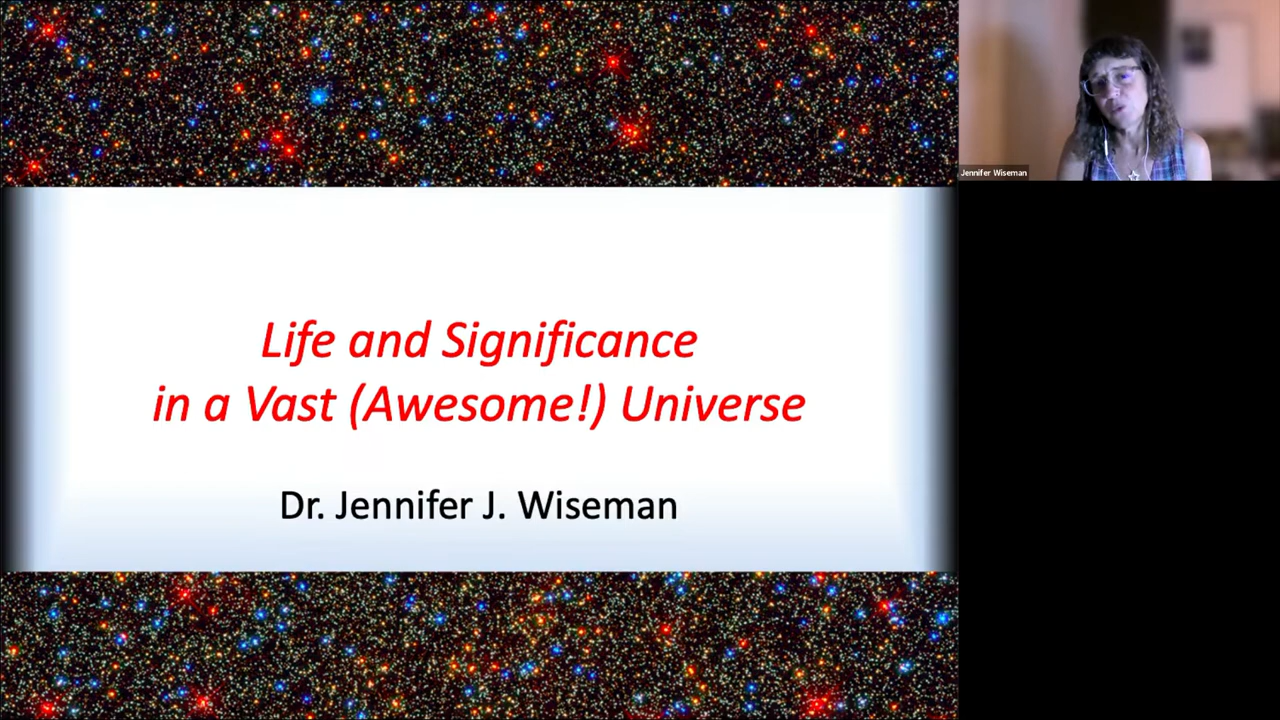 Life and Significance
in a Vast (Awesome!) Universe
Dr. Jennifer J. Wiseman
Jennifer Wiseman